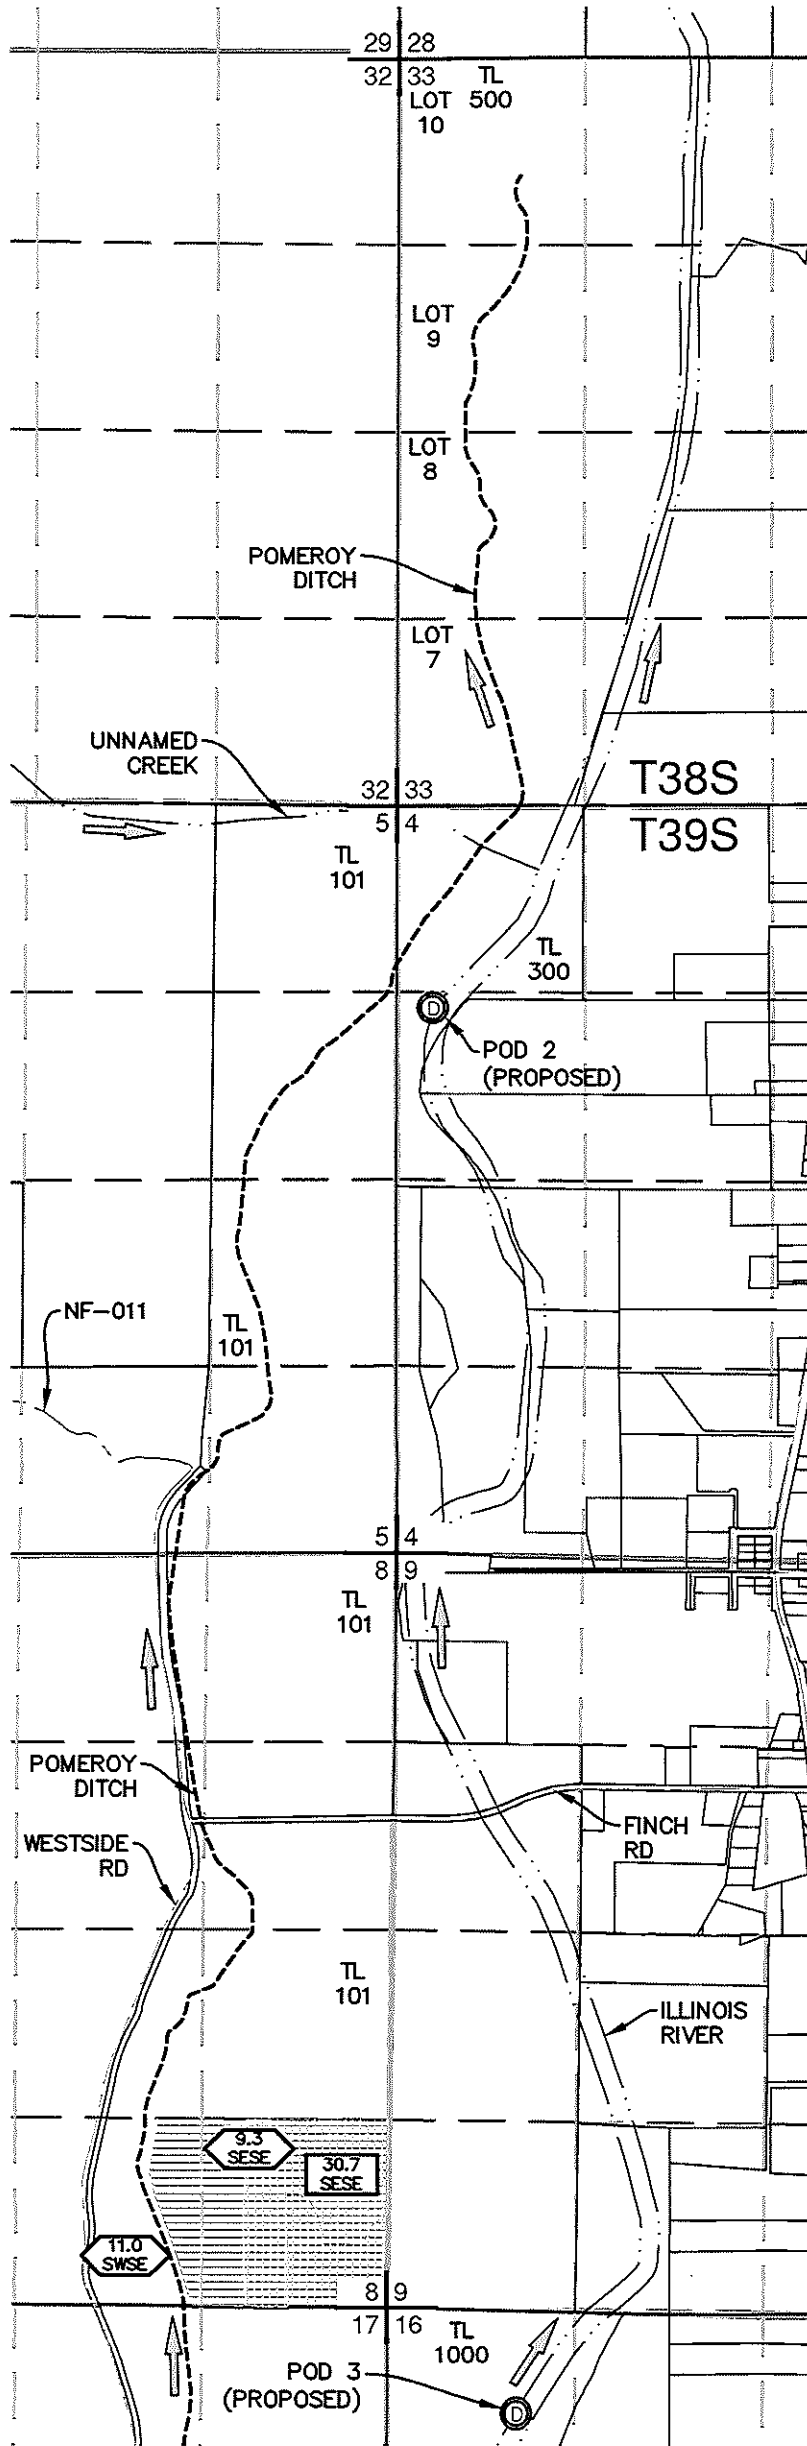 29 28
32 33
TL
500
LOT
10
LOT
9
LOT
8
POMEROY
DITCH
LOT
7
UNNAMED
CREEK
32 33
5 4
T38S
T39S
TL
101
TL
300
D
POD 2
(PROPOSED)
NF-011
TL
101
5 4
8 9
TL
101
POMEROY
DITCH
WESTSIDE
RD
FINCH
RD
TL
101
ILLINOIS
RIVER
9.3
SESE
30.7
SESE
11.0
SWSE
8 9
17 16
TL
1000
POD 3
(PROPOSED)
D